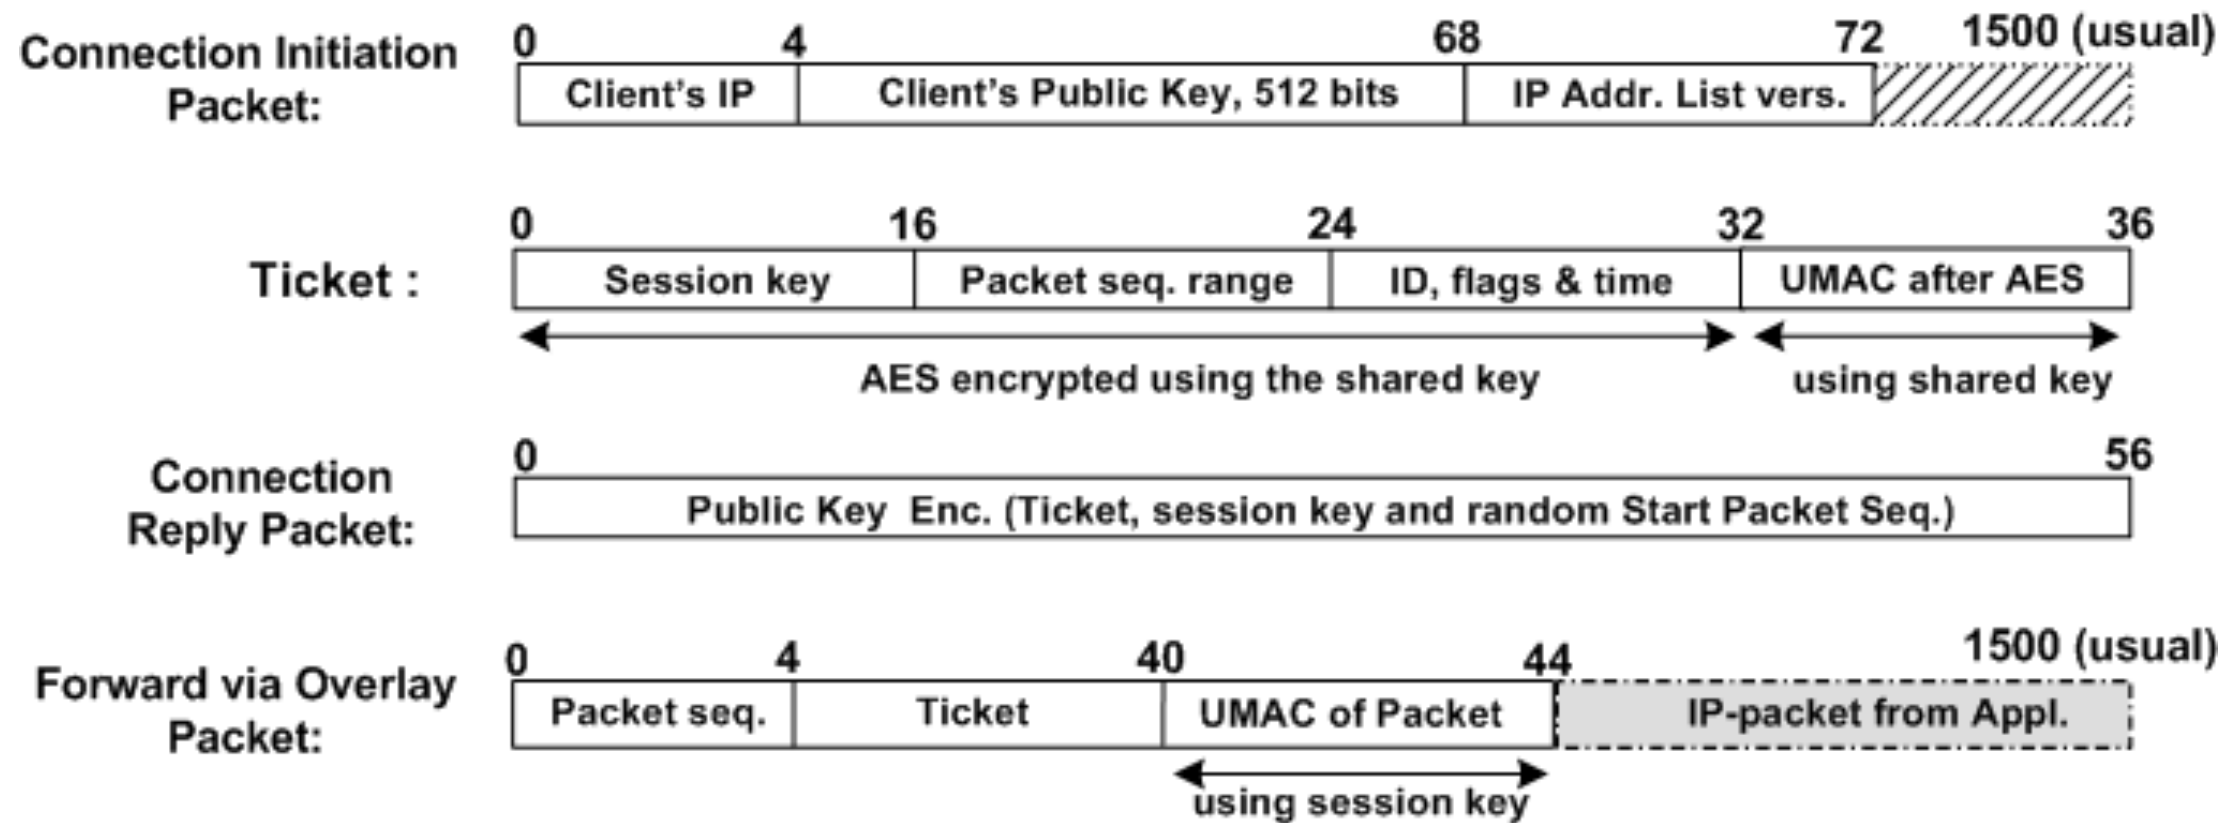 0 4 68 72 1500 (usual)
Connection Initiation
Packet:
Client's IP Client's Public Key, 512 bits IP Addr. List vers.
0 16 24 32 36
Ticket : Session key Packet seq. range ID, flags & time UMAC after AES
AES encrypted using the shared key using shared key
0 56
Connection
Reply Packet:
Public Key Enc. (Ticket, session key and random Start Packet Seq.)
0 4 40 44 1500 (usual)
Forward via Overlay
Packet:
Packet seq. Ticket UMAC of Packet IP-packet from Appl.
using session key